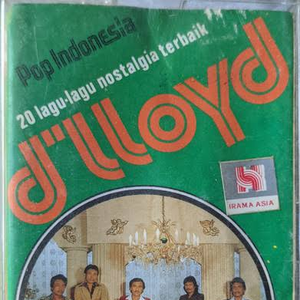 Pop Indonesia
20 lagu-lagu nostalgia terbaik
d'lloyd
IRAMA ASIA